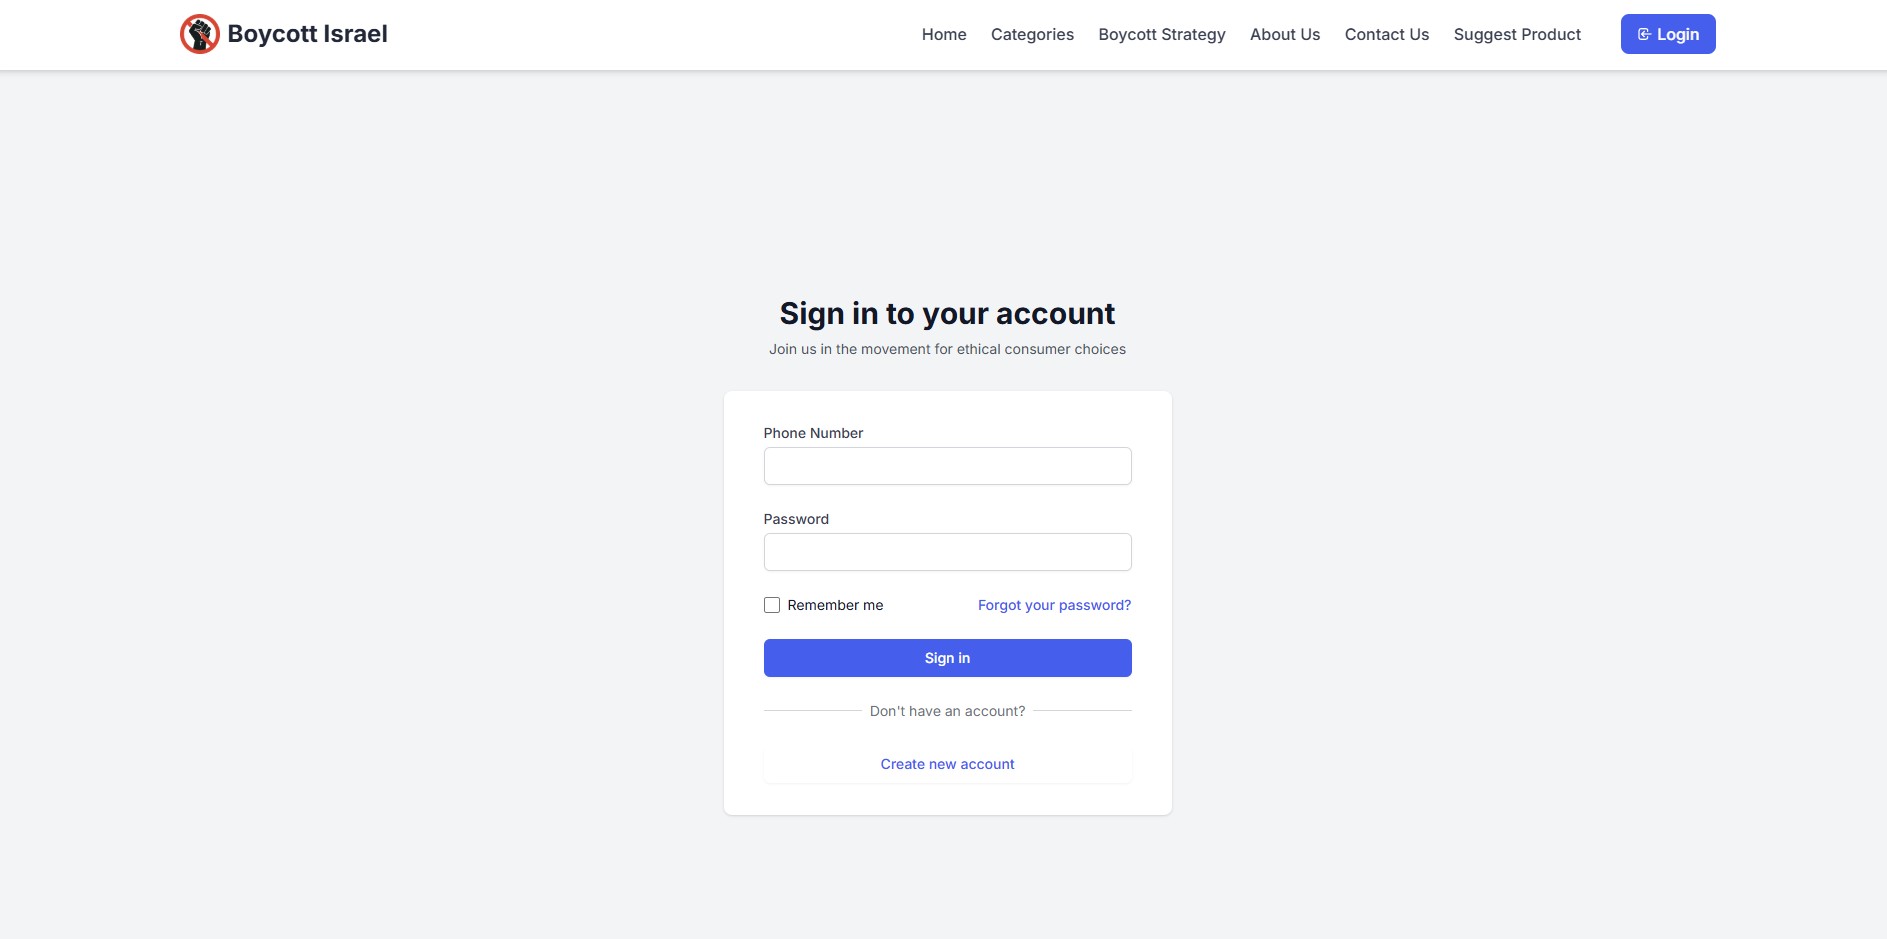 Boycott Israel
Home
Categories
Boycott Strategy
About Us
Contact Us
Suggest Product
Login
Sign in to your account
Join us in the movement for ethical consumer choices
Phone Number
Password
Remember me
Forgot your password?
Sign in
Don't have an account?
Create new account